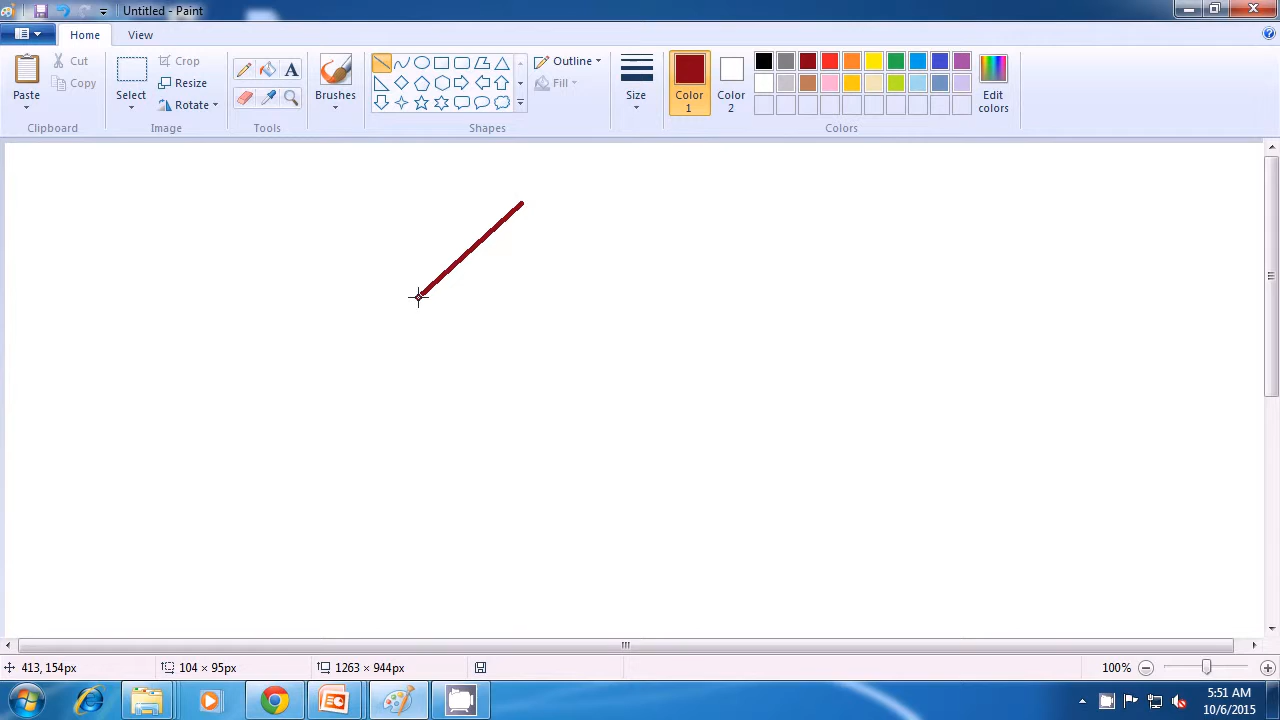 Untitled - Paint
Home View
Paste
Cut
Copy
Clipboard
Select
Crop
Resize
Rotate
Image
A
Tools
Brushes
Outline
Fill
Shapes
Size
Color 1
Color 2
Edit colors
Colors
413, 154px 104 × 95px 1263 × 944px 100%
5:51 AM
10/6/2015